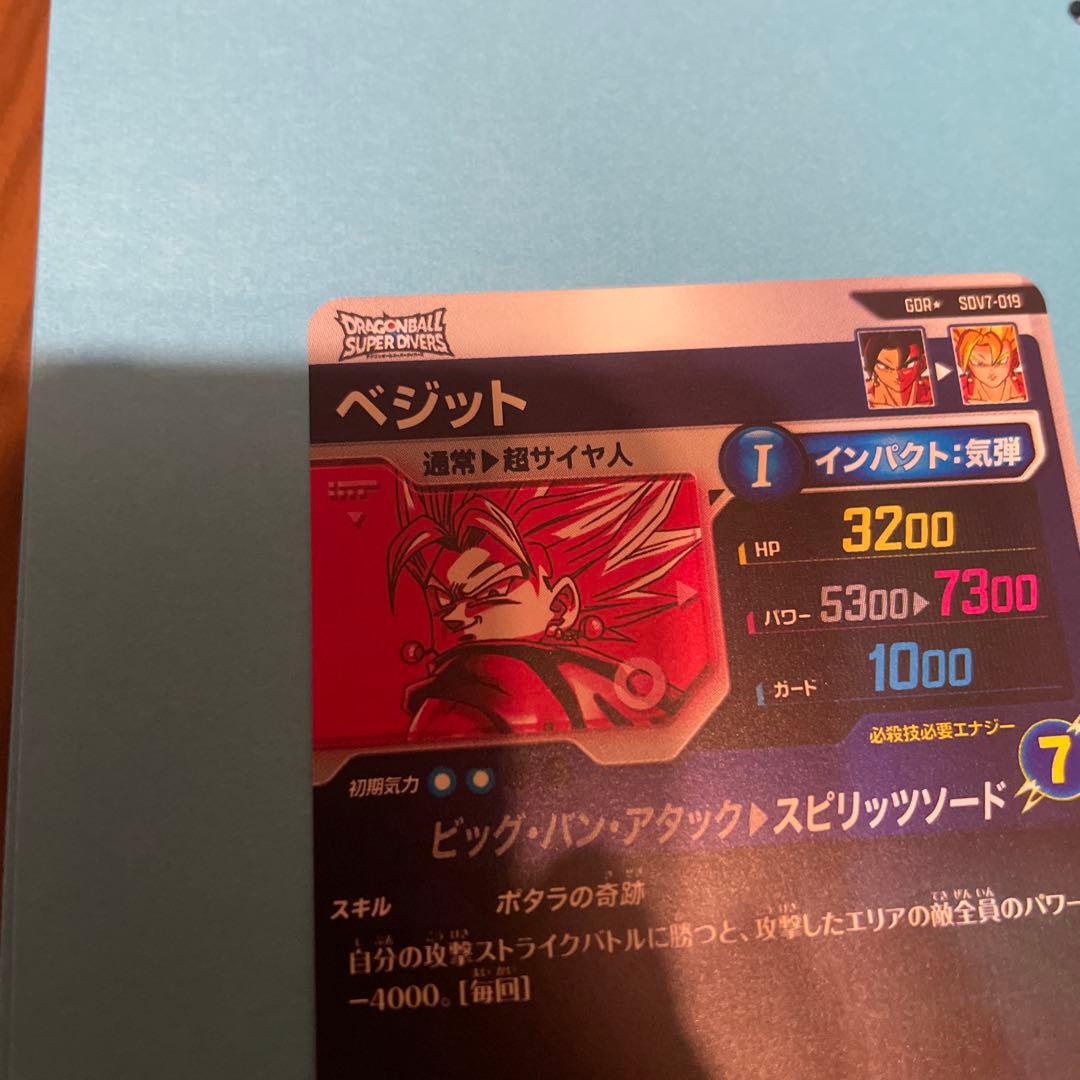 GDR★ SDV7-019
DRAGONBALL
SUPER DIVERS
ベジット
通常▶超サイヤ人
I インパクト:気弾
HP 3200
パワー 5300▶7300
ガード 1000
必殺技必要エナジー
7
初期気力
ビッグ・バン・アタック▶スピリッツソード
スキル ポタラの奇跡
自分の攻撃ストライクバトルに勝つと、攻撃したエリアの敵全員のパワー
-4000。[毎回]